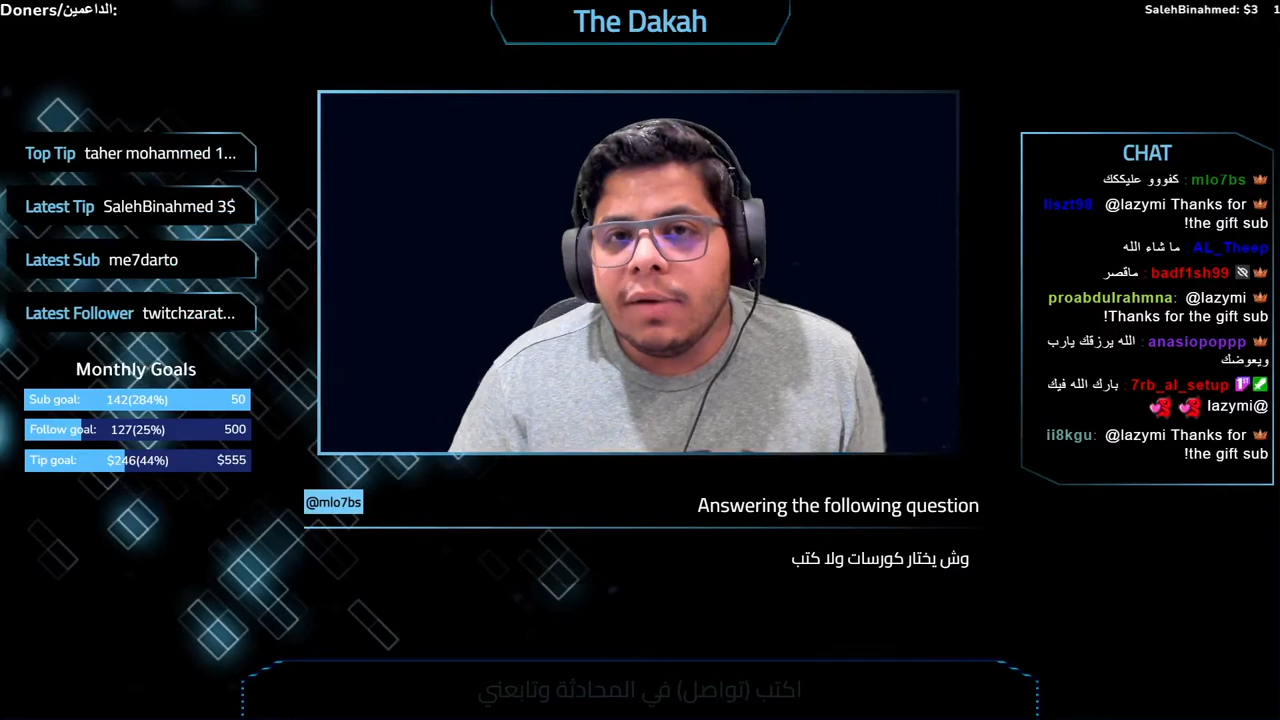 Doners/الداعمين:
The Dakah
SalehBinahmed: $3
1
Top Tip taher mohammed 1...
Latest Tip SalehBinahmed 3$
Latest Sub me7darto
Latest Follower twitchzarat...
Monthly Goals
Sub goal: 142(284%) 50
Follow goal: 127(25%) 500
Tip goal: $246(44%) $555
CHAT
mlo7bs : كفووو عليككك
liszt98: @lazymi Thanks for
the gift sub!
AL_Theep : ما شاء الله
badf1sh99 : ماقصر
proabdulrahmna: @lazymi
Thanks for the gift sub!
anasiopoppp : الله يرزقك يارب
ويعوضك
7rb_al_setup : بارك الله فيك
@lazymi
ii8kgu: @lazymi Thanks for
the gift sub!
@mlo7bs
Answering the following question
وش يختار كورسات ولا كتب
اكتب (تواصل) في المحادثة وتابعني